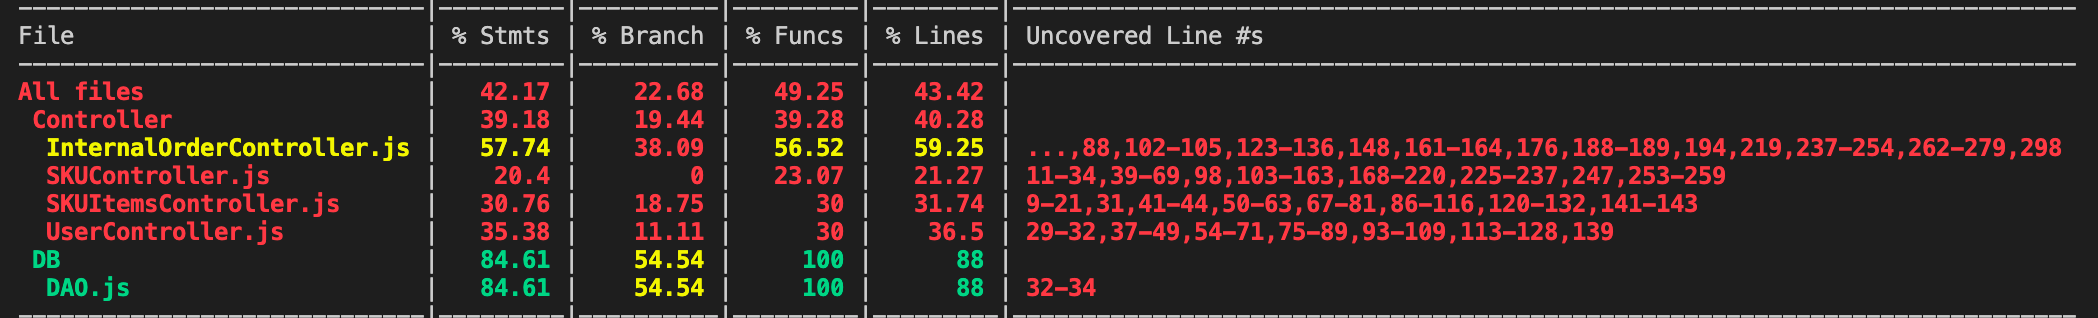 File | % Stmts | % Branch | % Funcs | % Lines | Uncovered Line #s
All files | 42.17 | 22.68 | 49.25 | 43.42 |
Controller | 39.18 | 19.44 | 39.28 | 40.28 |
InternalOrderController.js | 57.74 | 38.09 | 56.52 | 59.25 | ...,88,102-105,123-136,148,161-164,176,188-189,194,219,237-254,262-279,298
SKUController.js | 20.4 | 0 | 23.07 | 21.27 | 11-34,39-69,98,103-163,168-220,225-237,247,253-259
SKUItemsController.js | 30.76 | 18.75 | 30 | 31.74 | 9-21,31,41-44,50-63,67-81,86-116,120-132,141-143
UserController.js | 35.38 | 11.11 | 30 | 36.5 | 29-32,37-49,54-71,75-89,93-109,113-128,139
DB | 84.61 | 54.54 | 100 | 88 |
DAO.js | 84.61 | 54.54 | 100 | 88 | 32-34